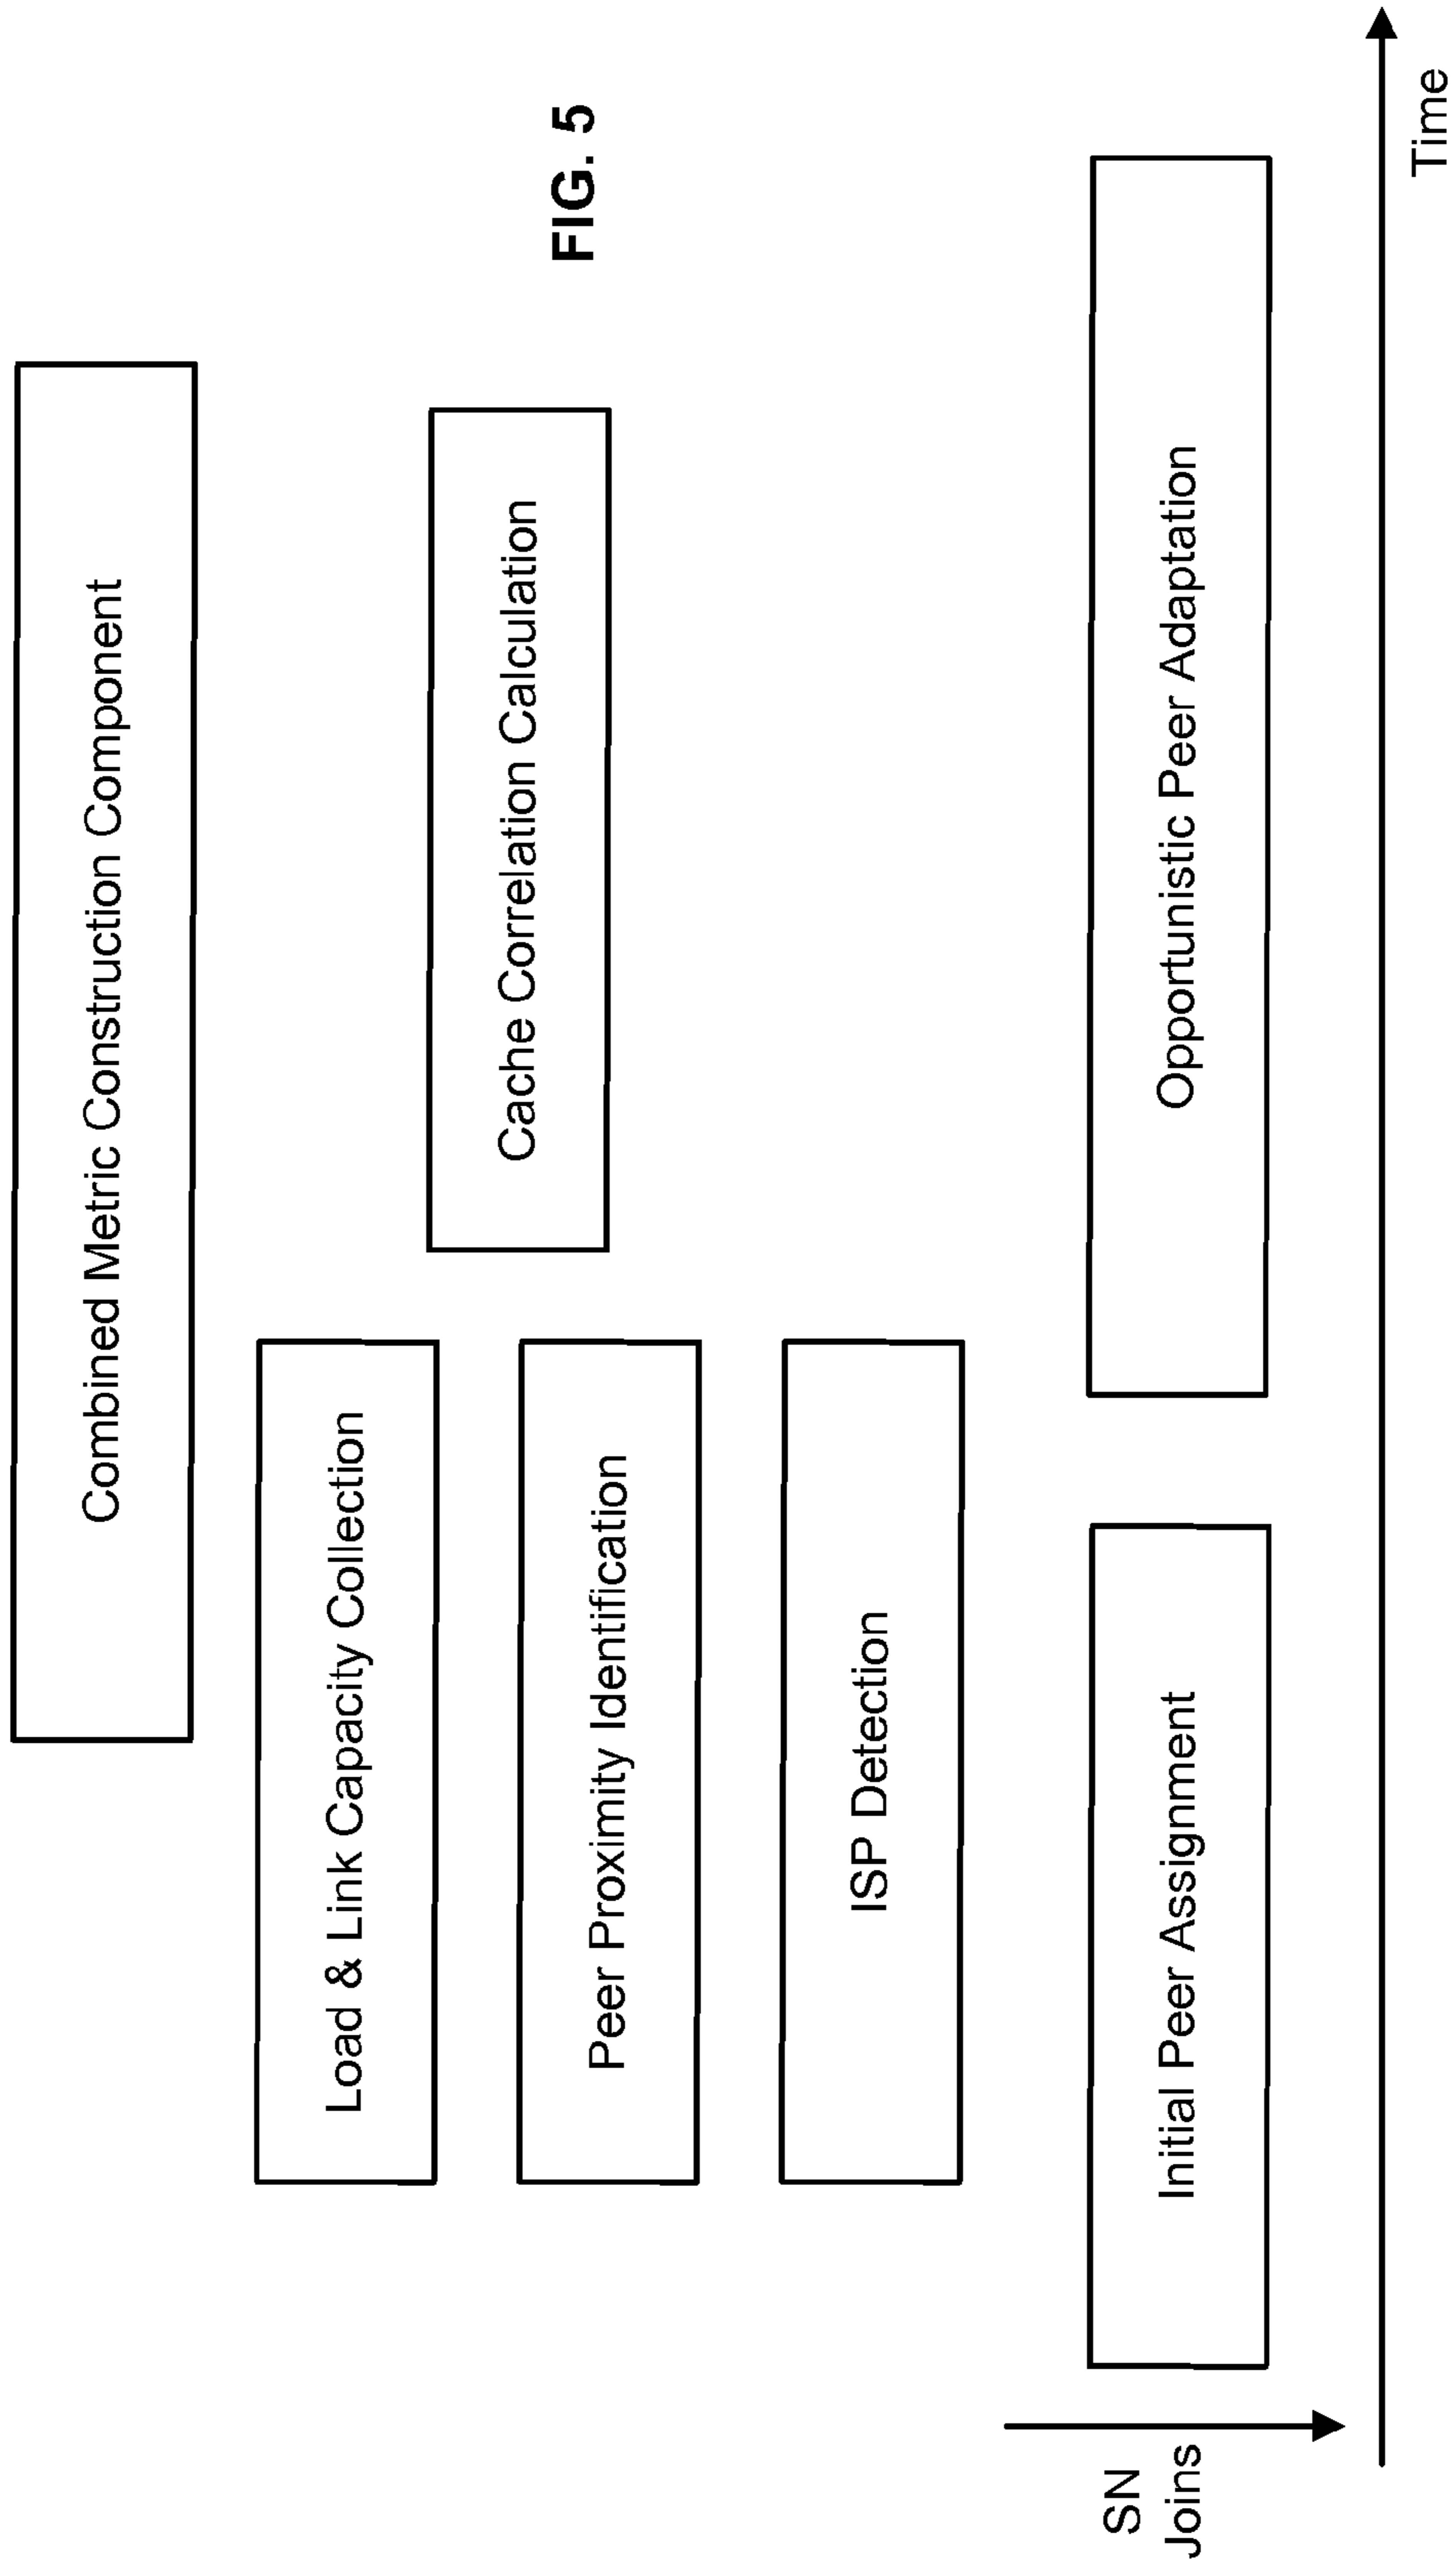 Combined Metric Construction Component
Load & Link Capacity Collection
Cache Correlation Calculation
FIG. 5
Peer Proximity Identification
ISP Detection
SN
Joins
Initial Peer Assignment
Opportunistic Peer Adaptation
Time